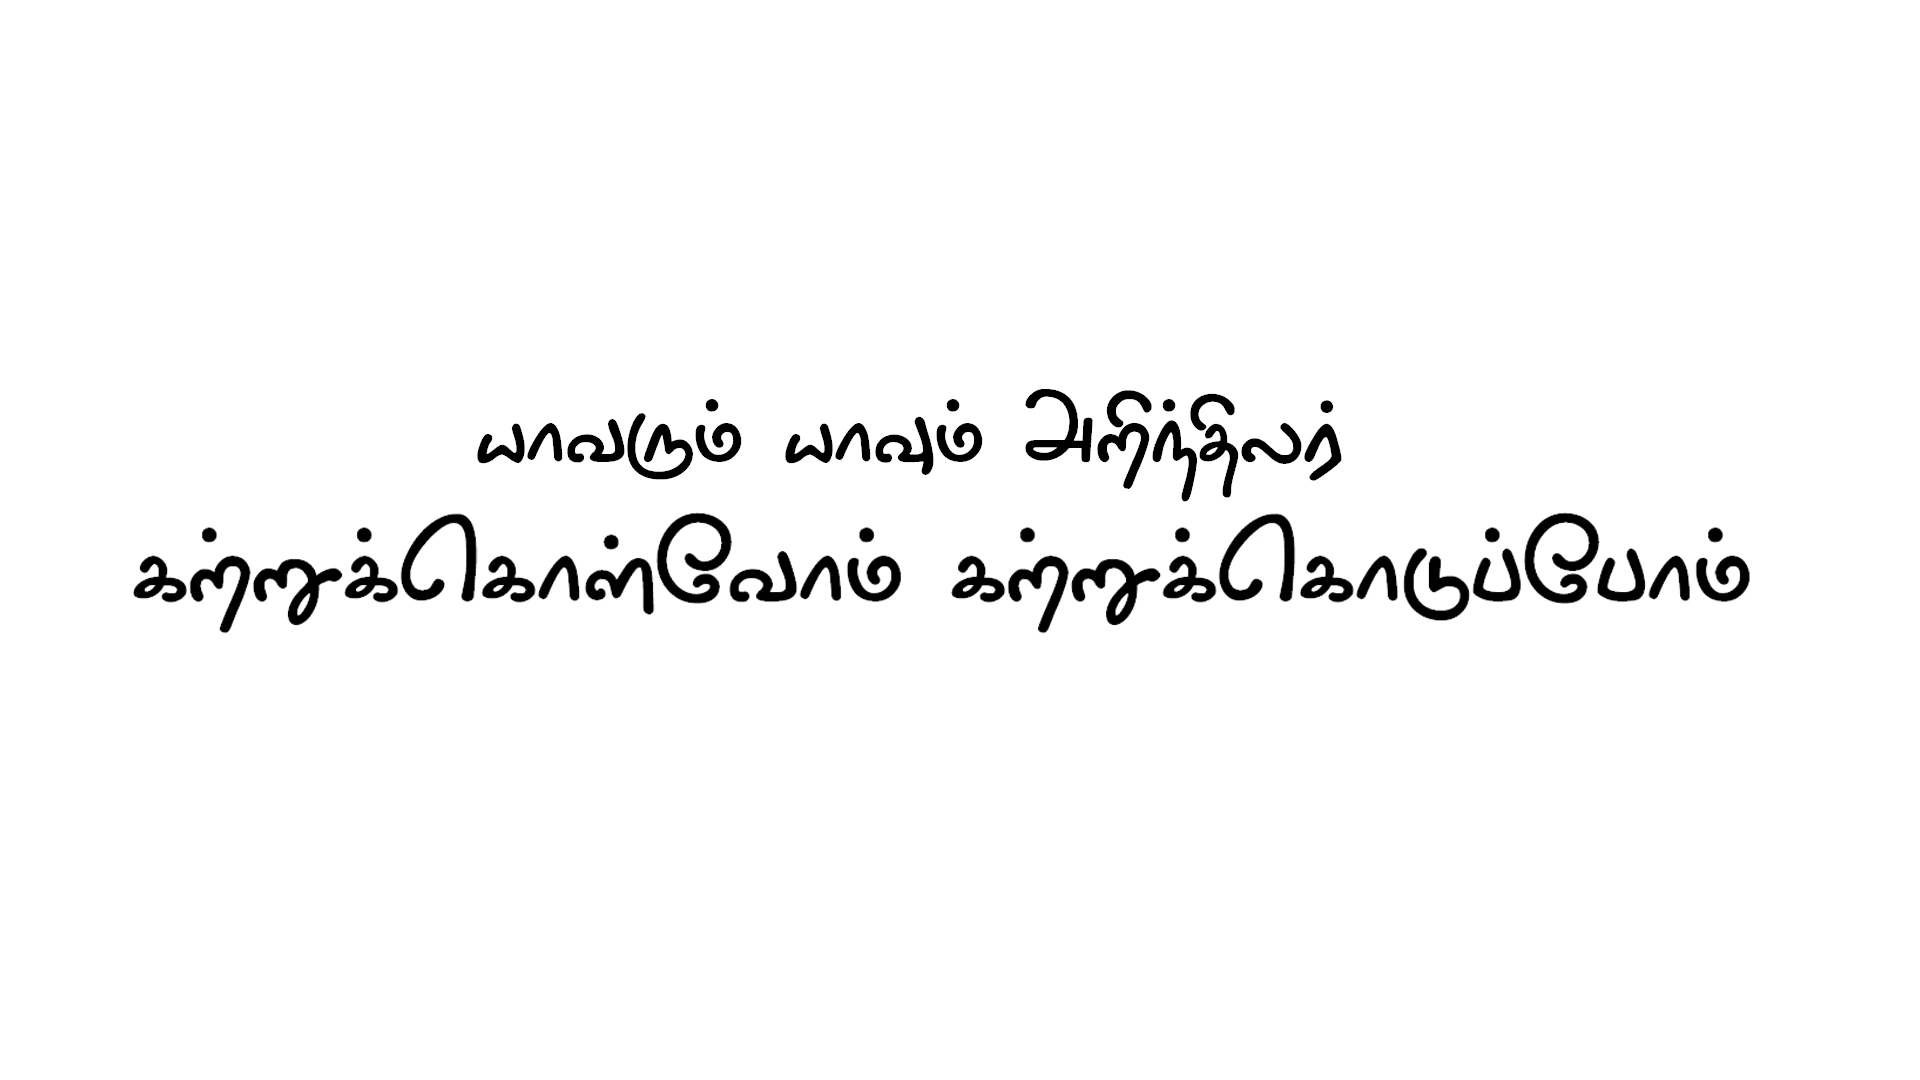 யாவரும் யாவும் அறிந்திலர்
கற்றுக்கொள்வோம் கற்றுக்கொடுப்போம்